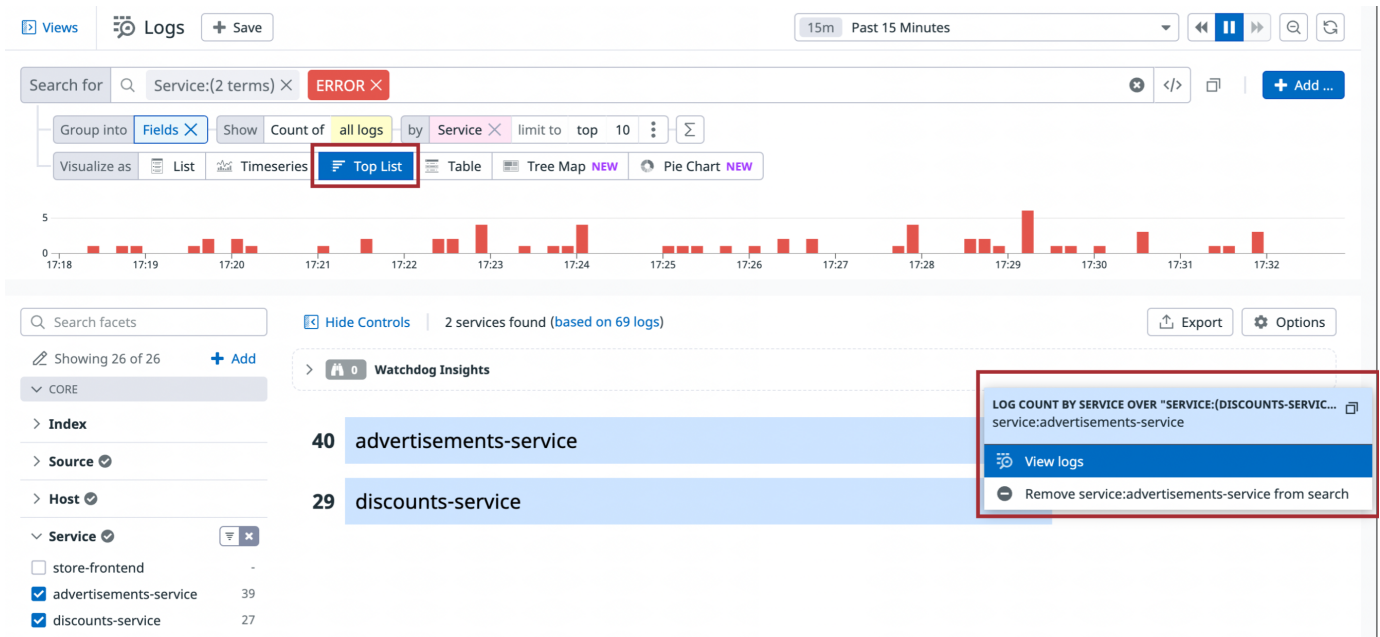 Views
Logs
Save
15m Past 15 Minutes
Search for Service:(2 terms) ERROR </> Add ...
Group into Fields Show Count of all logs by Service limit to top 10 Σ
Visualize as List Timeseries Top List Table Tree Map NEW Pie Chart NEW
5
0
17:18 17:19 17:20 17:21 17:22 17:23 17:24 17:25 17:26 17:27 17:28 17:29 17:30 17:31 17:32
Search facets
Hide Controls 2 services found (based on 69 logs) Export Options
Showing 26 of 26 + Add
0 Watchdog Insights
CORE
LOG COUNT BY SERVICE OVER "SERVICE:(DISCOUNTS-SERVIC...
service:advertisements-service
View logs
Remove service:advertisements-service from search
Index
40 advertisements-service
Source
Host
29 discounts-service
Service
store-frontend -
advertisements-service 39
discounts-service 27